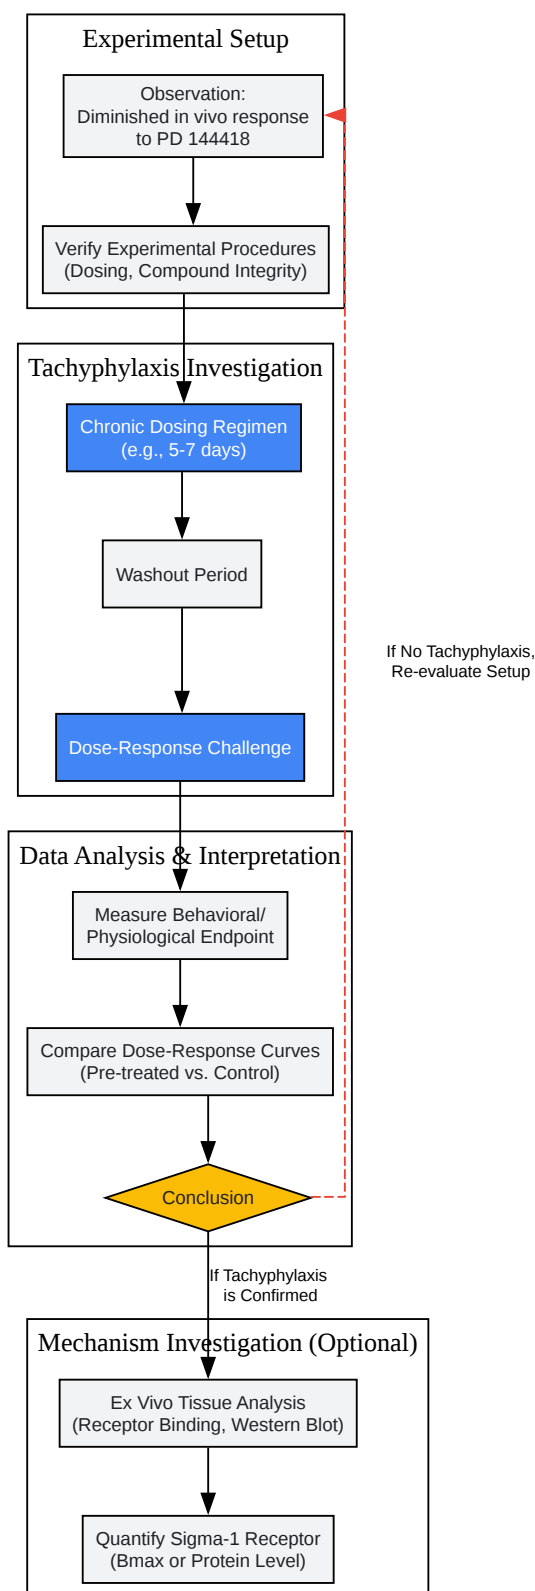 Experimental Setup
Observation:
Diminished in vivo response
to PD 144418
Verify Experimental Procedures
(Dosing, Compound Integrity)
Tachyphylaxis Investigation
Chronic Dosing Regimen
(e.g., 5-7 days)
Washout Period
If No Tachyphylaxis,
Re-evaluate Setup
Dose-Response Challenge
Data Analysis & Interpretation
Measure Behavioral/
Physiological Endpoint
Compare Dose-Response Curves
(Pre-treated vs. Control)
Conclusion
If Tachyphylaxis
is Confirmed
Mechanism Investigation (Optional)
Ex Vivo Tissue Analysis
(Receptor Binding, Western Blot)
Quantify Sigma-1 Receptor
(Bmax or Protein Level)